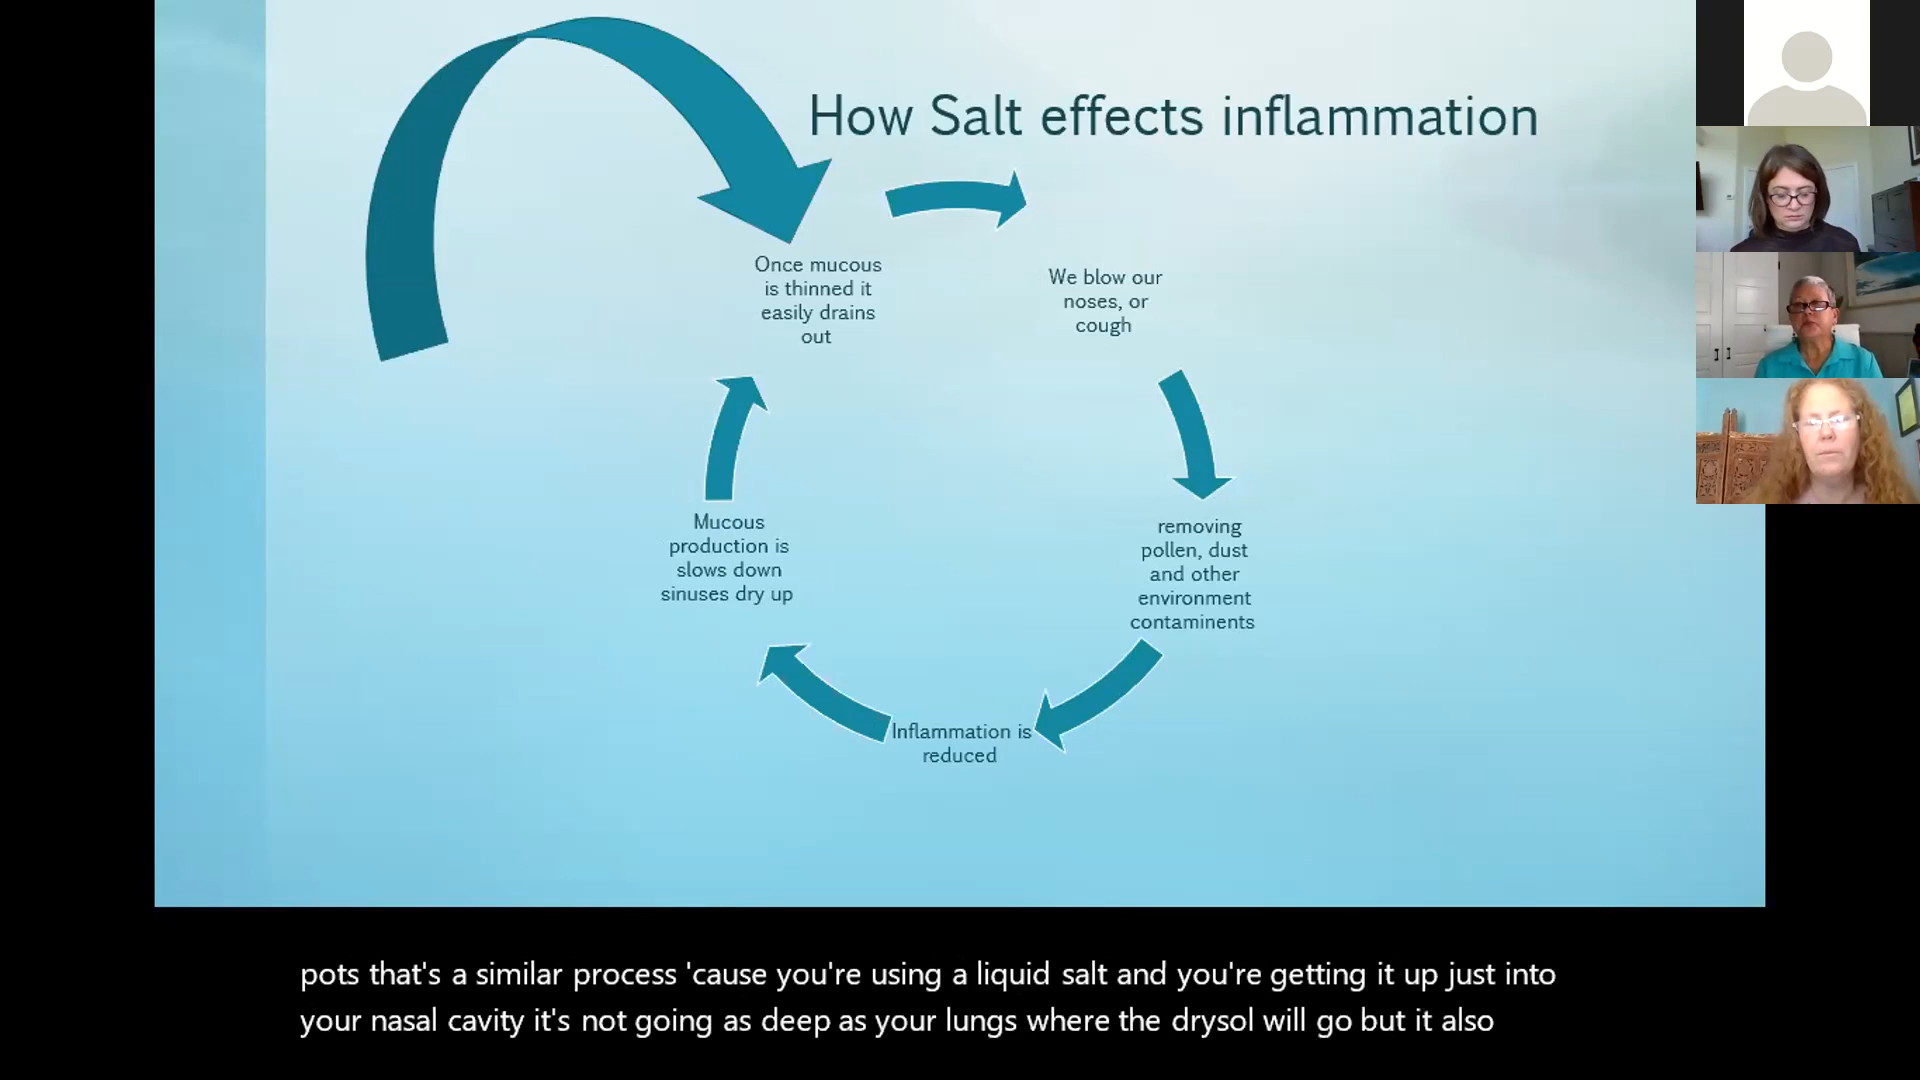 How Salt effects inflammation
Once mucous
is thinned it
easily drains
out
We blow our
noses, or
cough
removing
pollen, dust
and other
environment
contaminents
Inflammation is
reduced
Mucous
production is
slows down
sinuses dry up
pots that's a similar process 'cause you're using a liquid salt and you're getting it up just into
your nasal cavity it's not going as deep as your lungs where the drysol will go but it also